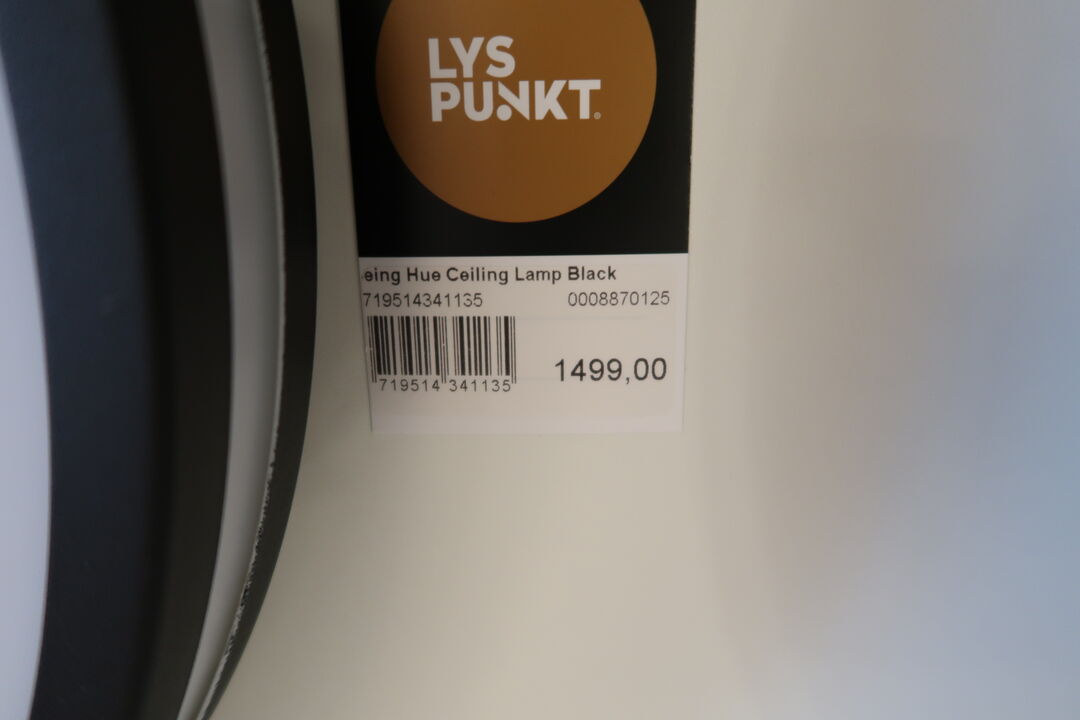 LYS
PUNKT®
eing Hue Ceiling Lamp Black
719514341135 0008870125
1499,00
719514 341135